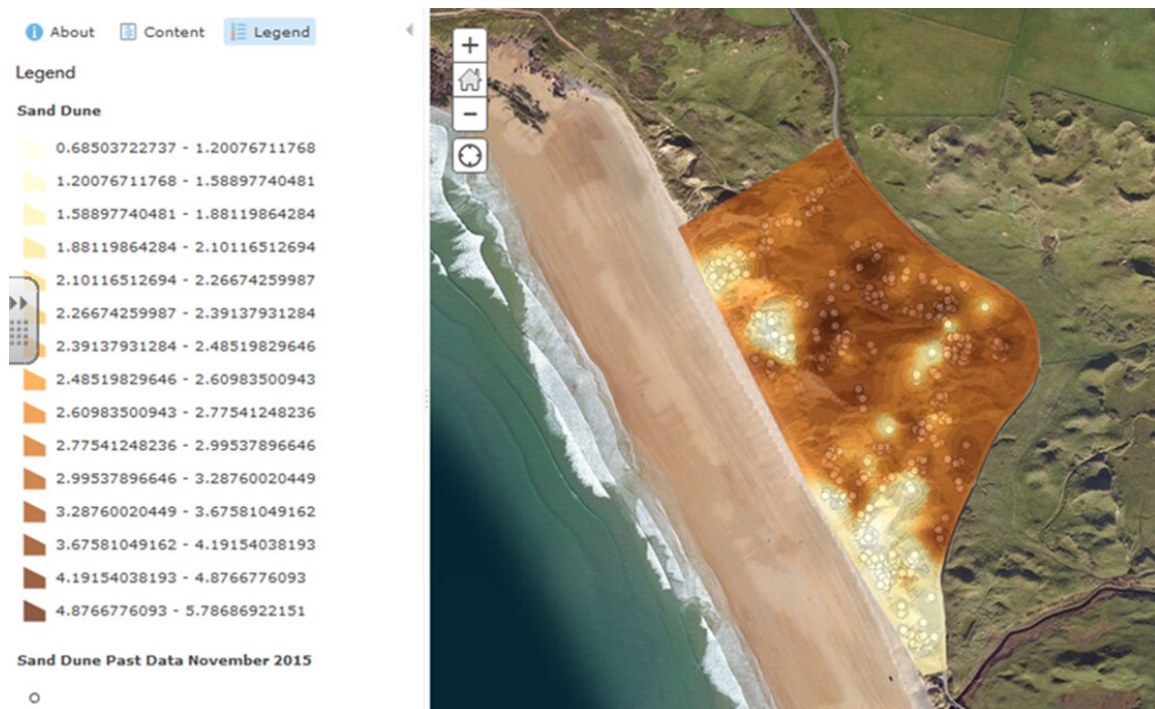 About Content Legend
Legend
Sand Dune
0.68503722737 - 1.20076711768
1.20076711768 - 1.58897740481
1.58897740481 - 1.88119864284
1.88119864284 - 2.10116512694
2.10116512694 - 2.26674259987
2.26674259987 - 2.39137931284
2.39137931284 - 2.48519829646
2.48519829646 - 2.60983500943
2.60983500943 - 2.77541248236
2.77541248236 - 2.99537896646
2.99537896646 - 3.28760020449
3.28760020449 - 3.67581049162
3.67581049162 - 4.19154038193
4.19154038193 - 4.8766776093
4.8766776093 - 5.78686922151
Sand Dune Past Data November 2015